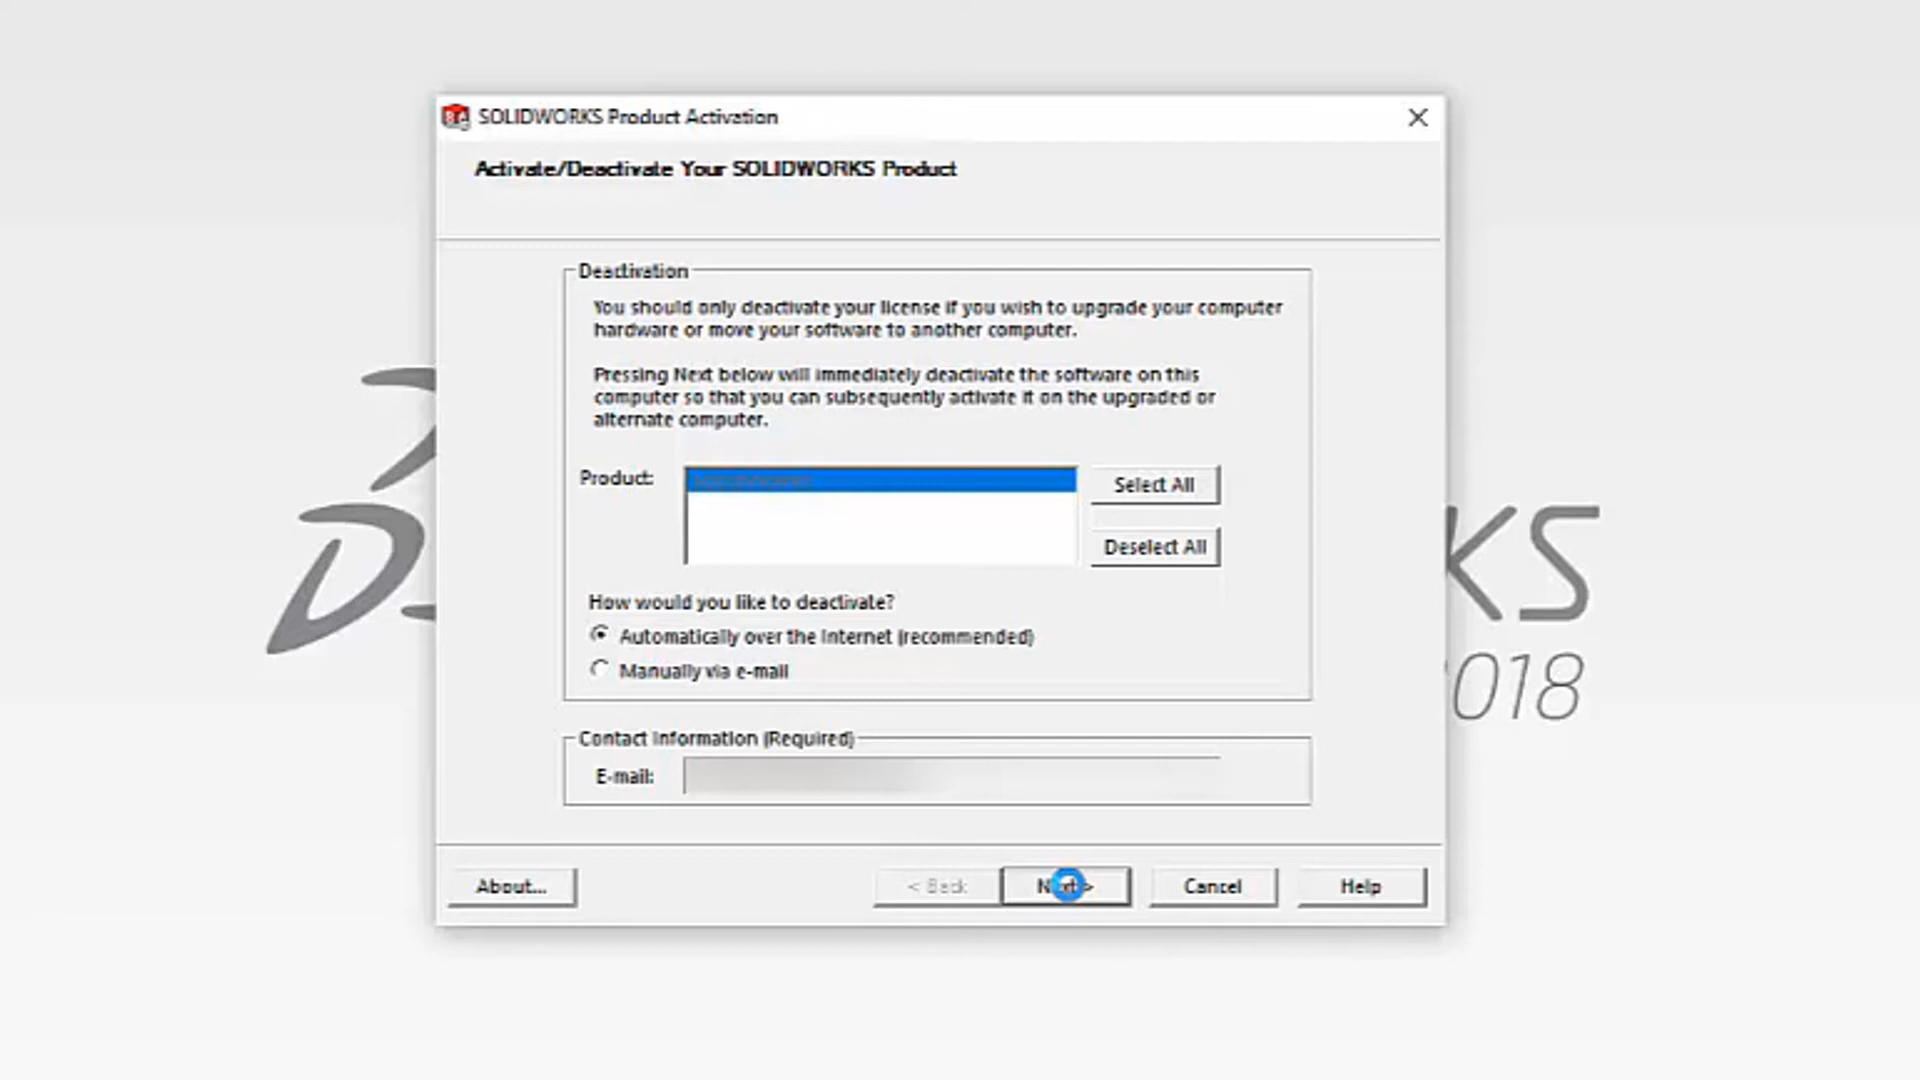 SOLIDWORKS Product Activation
Activate/Deactivate Your SOLIDWORKS Product
Deactivation
You should only deactivate your license if you wish to upgrade your computer
hardware or move your software to another computer.
Pressing Next below will immediately deactivate the software on this
computer so that you can subsequently activate it on the upgraded or
alternate computer.
Product:
Select All
Deselect All
How would you like to deactivate?
Automatically over the Internet (recommended)
Manually via e-mail
Contact Information (Required)
E-mail:
About...
< Back
Next >
Cancel
Help
KS
018